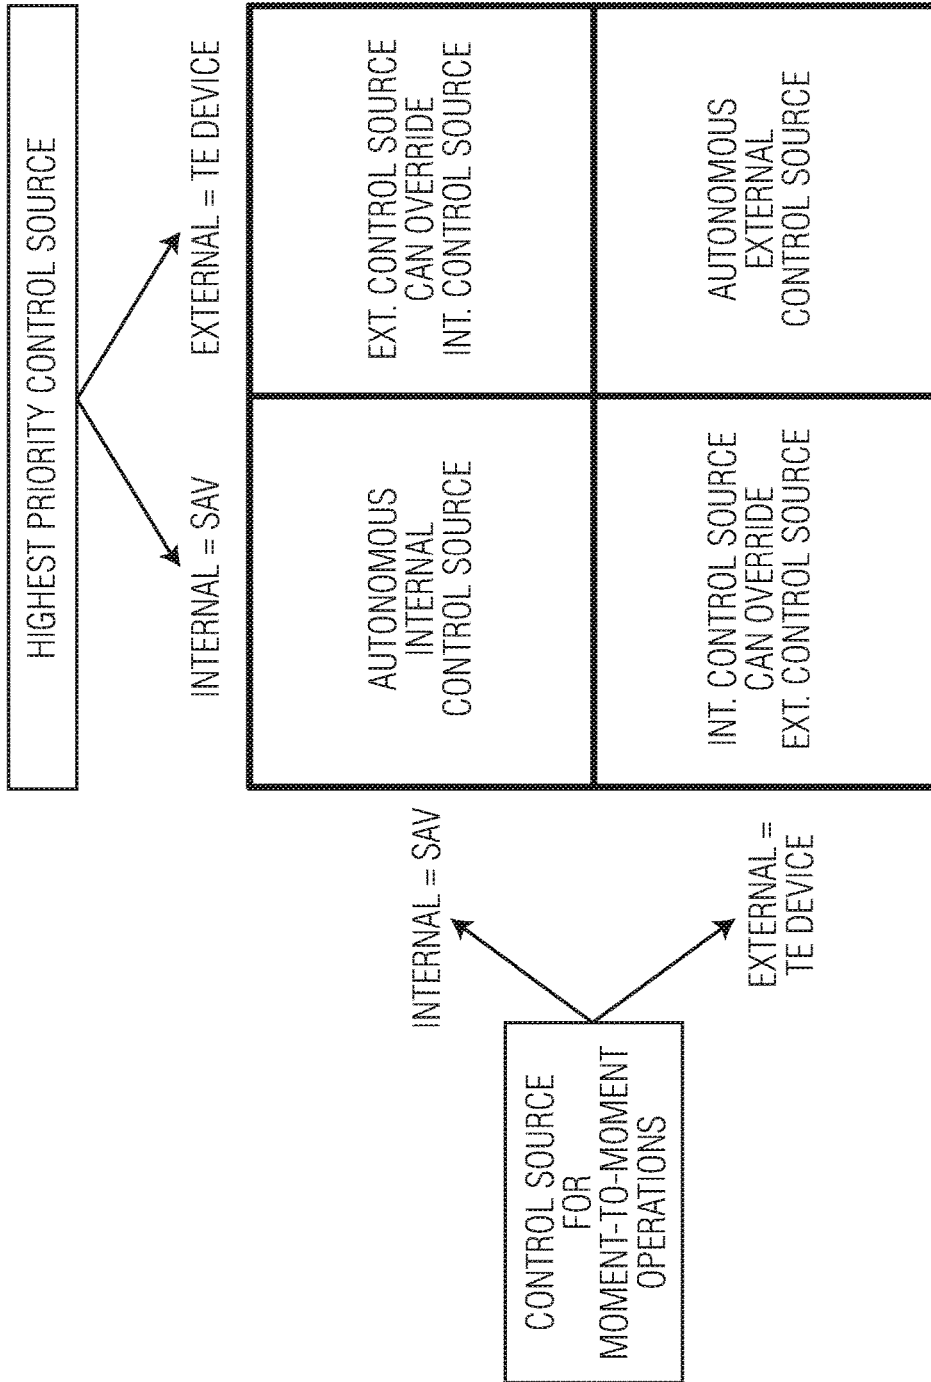 HIGHEST PRIORITY CONTROL SOURCE
INTERNAL = SAV
EXTERNAL = TE DEVICE
CONTROL SOURCE
FOR
MOMENT-TO-MOMENT
OPERATIONS
INTERNAL = SAV
EXTERNAL =
TE DEVICE
AUTONOMOUS
INTERNAL
CONTROL SOURCE
EXT. CONTROL SOURCE
CAN OVERRIDE
INT. CONTROL SOURCE
INT. CONTROL SOURCE
CAN OVERRIDE
EXT. CONTROL SOURCE
AUTONOMOUS
EXTERNAL
CONTROL SOURCE